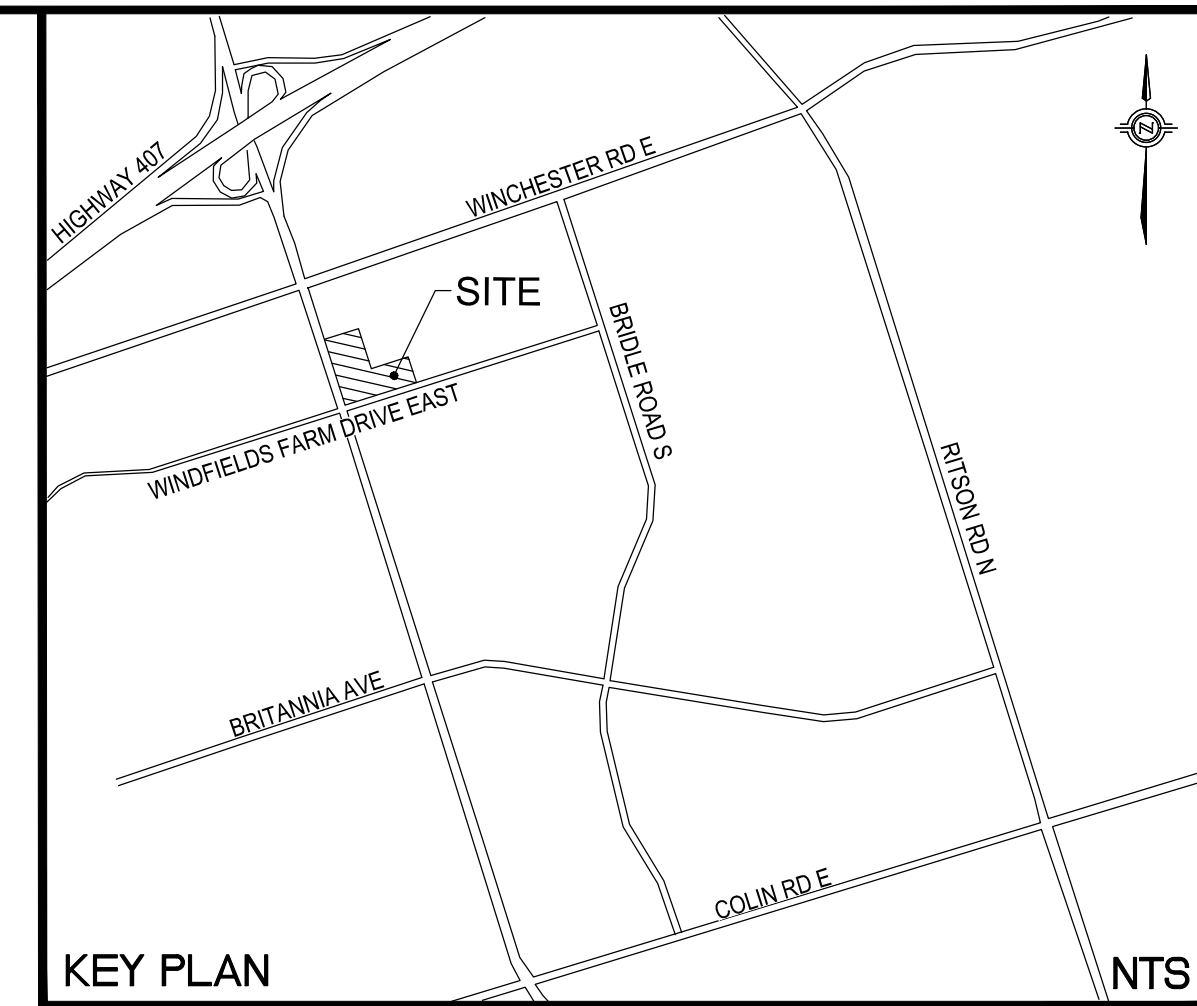 HIGHWAY 407
WINCHESTER RD E
SITE
BRIDLE ROAD S
WINDFIELDS FARM DRIVE EAST
RITSON RD N
BRITANNIA AVE
COLIN RD E
KEY PLAN
NTS
N